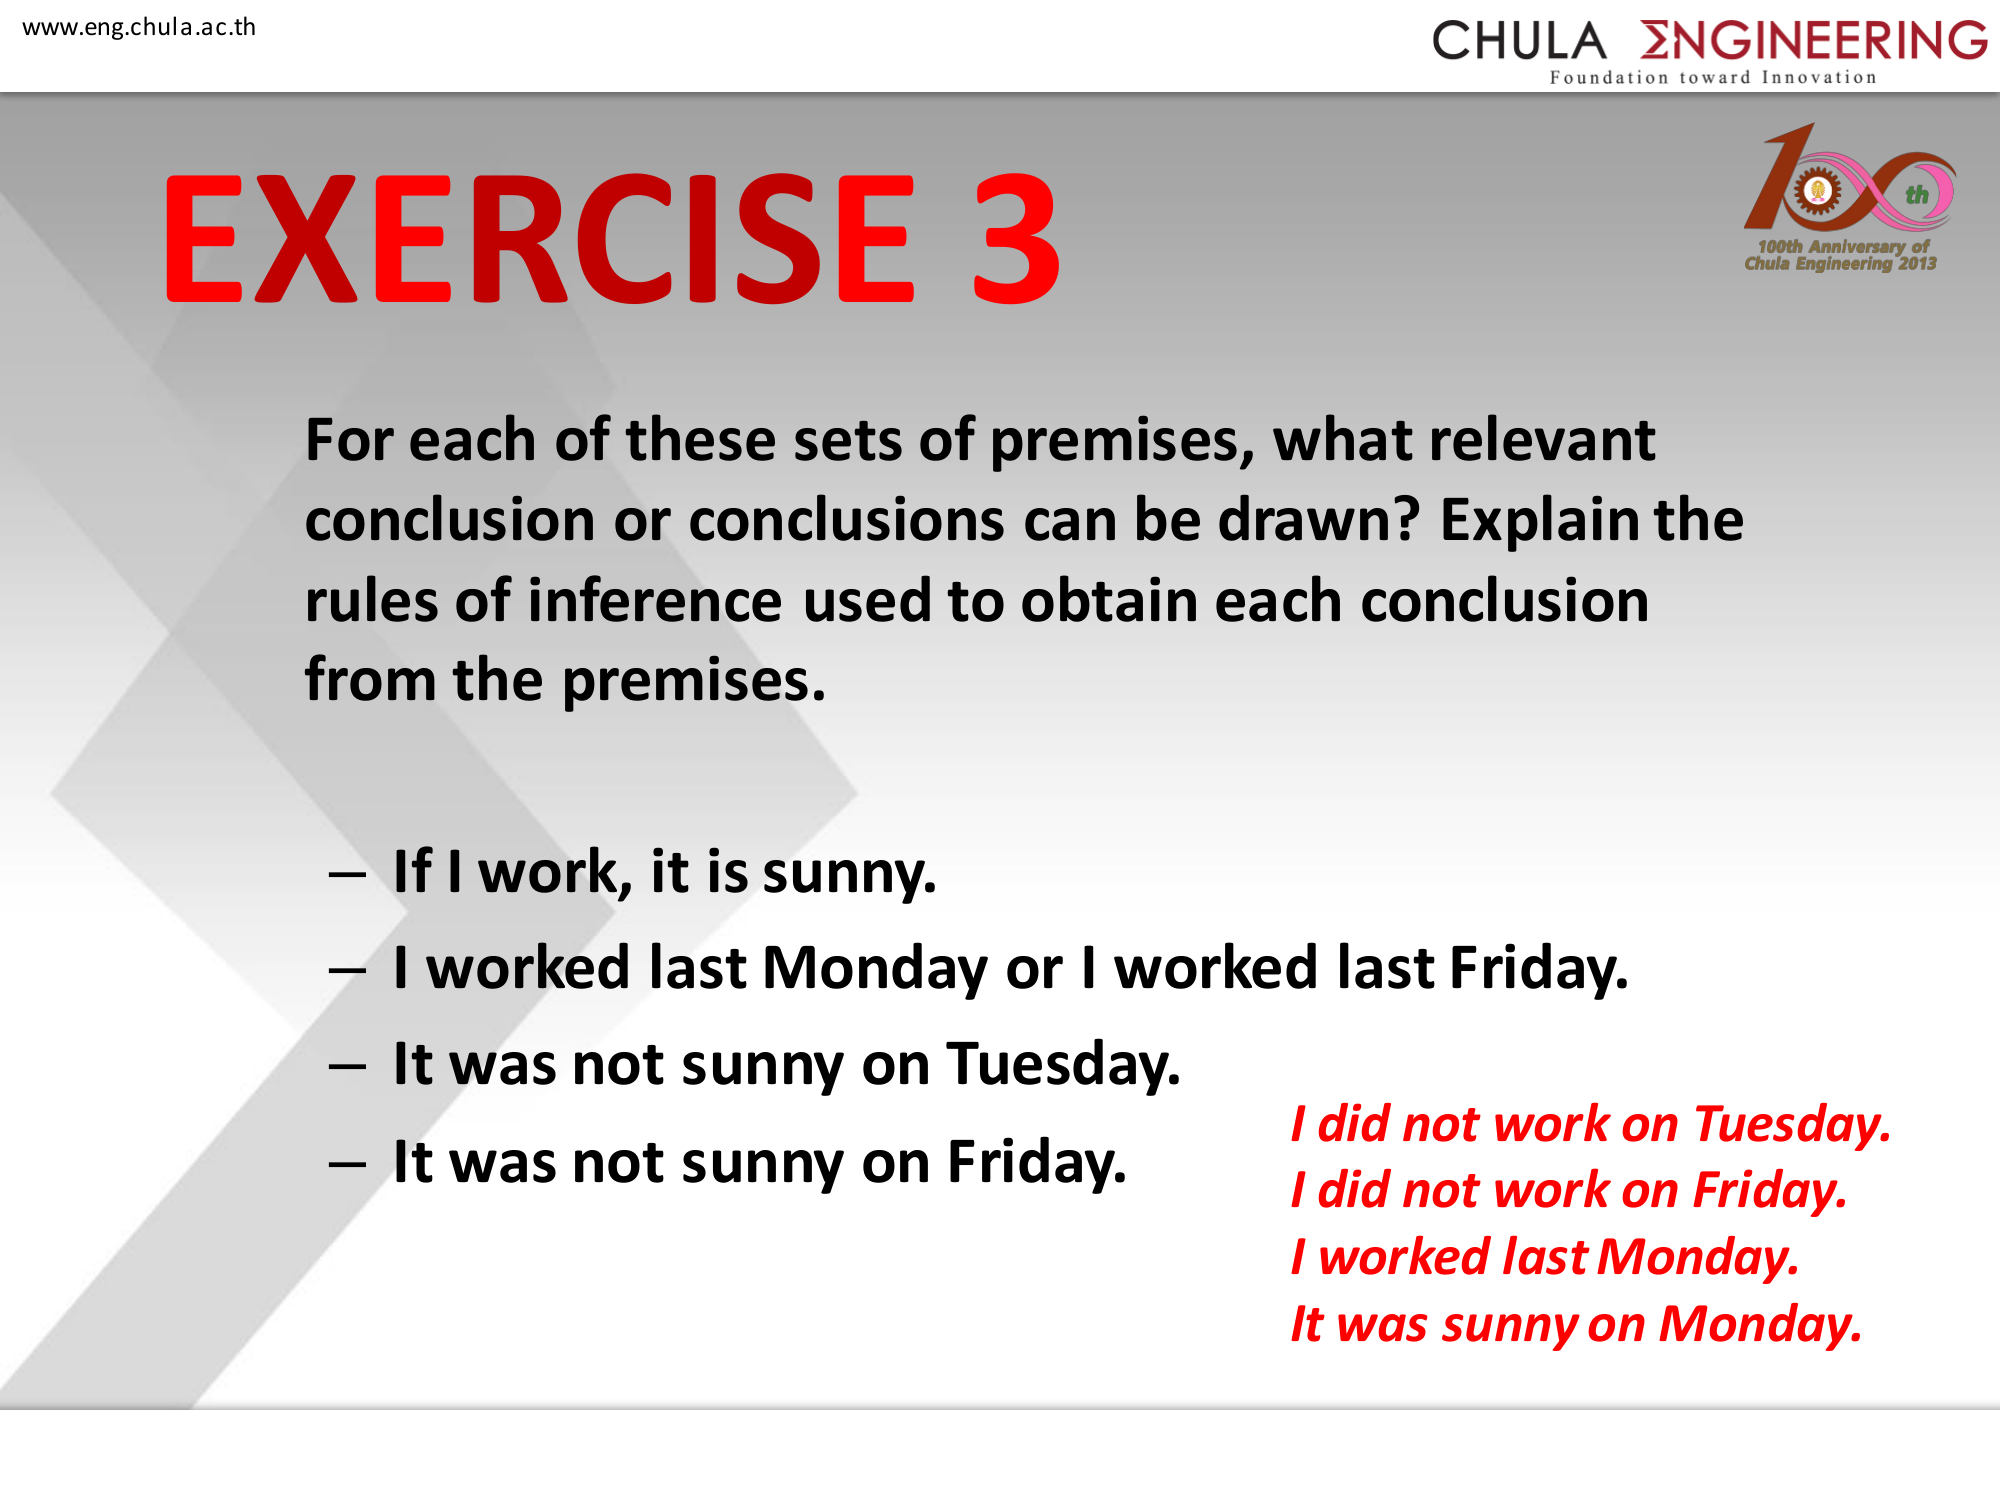 www.eng.chula.ac.th
CHULA ΣNGINEERING
Foundation toward Innovation
100th
100th Anniversary of
Chula Engineering 2013
EXERCISE 3
For each of these sets of premises, what relevant
conclusion or conclusions can be drawn? Explain the
rules of inference used to obtain each conclusion
from the premises.
– If I work, it is sunny.
– I worked last Monday or I worked last Friday.
– It was not sunny on Tuesday.
– It was not sunny on Friday.
I did not work on Tuesday.
I did not work on Friday.
I worked last Monday.
It was sunny on Monday.